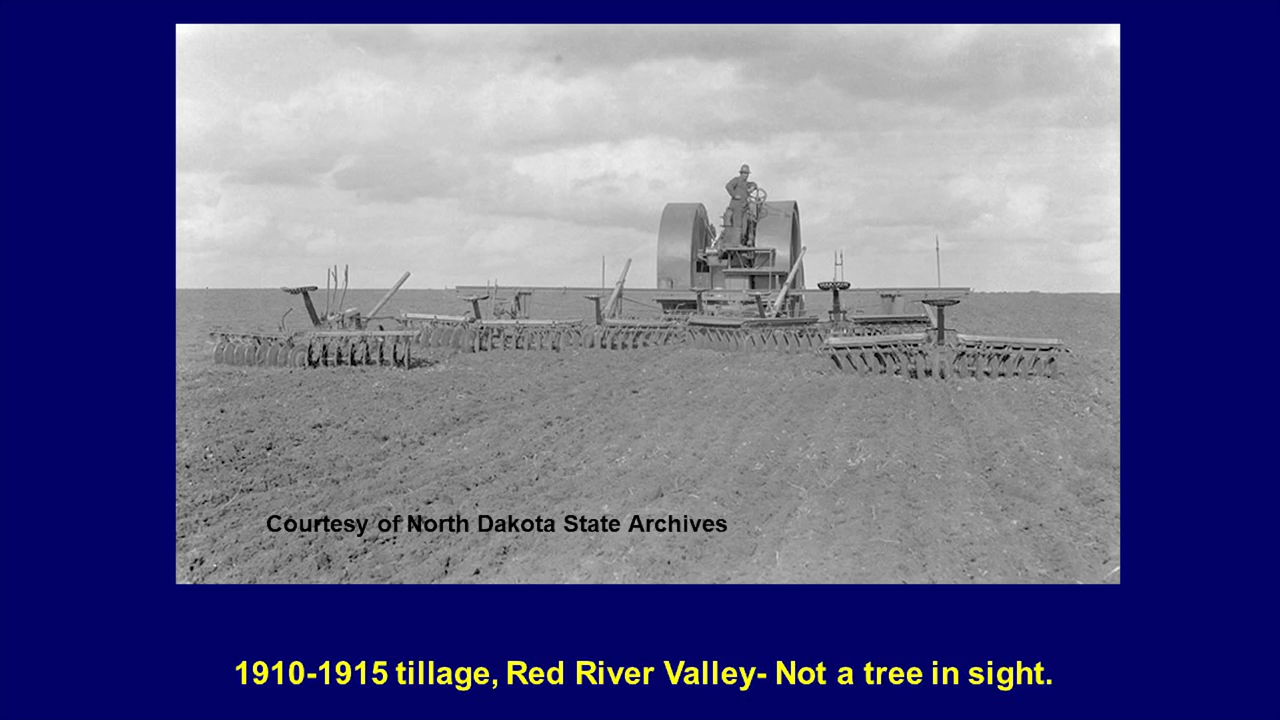 Courtesy of North Dakota State Archives
1910-1915 tillage, Red River Valley- Not a tree in sight.